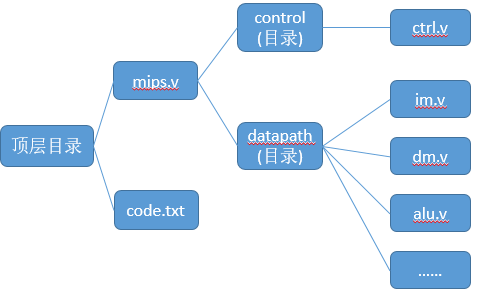 顶层目录
mips.v
code.txt
control
(目录)
datapath
(目录)
ctrl.v
im.v
dm.v
alu.v
......